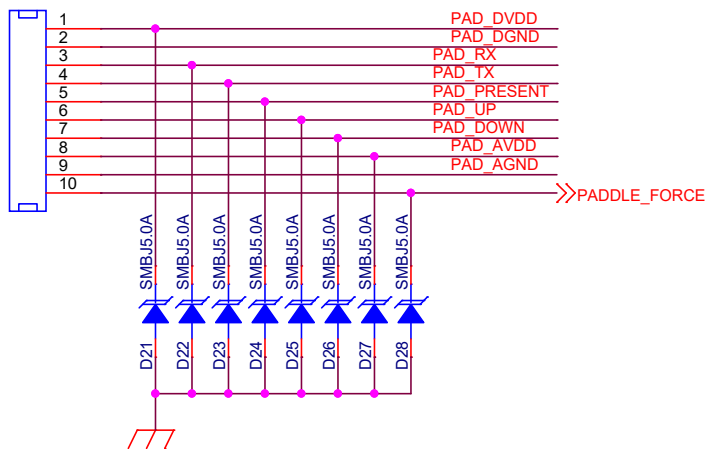 1 PAD_DVDD
2 PAD_DGND
3 PAD_RX
4 PAD_TX
5 PAD_PRESENT
6 PAD_UP
7 PAD_DOWN
8 PAD_AVDD
9 PAD_AGND
10 PADDLE_FORCE
SMBJ5.0A SMBJ5.0A SMBJ5.0A SMBJ5.0A SMBJ5.0A SMBJ5.0A SMBJ5.0A SMBJ5.0A
D21 D22 D23 D24 D25 D26 D27 D28